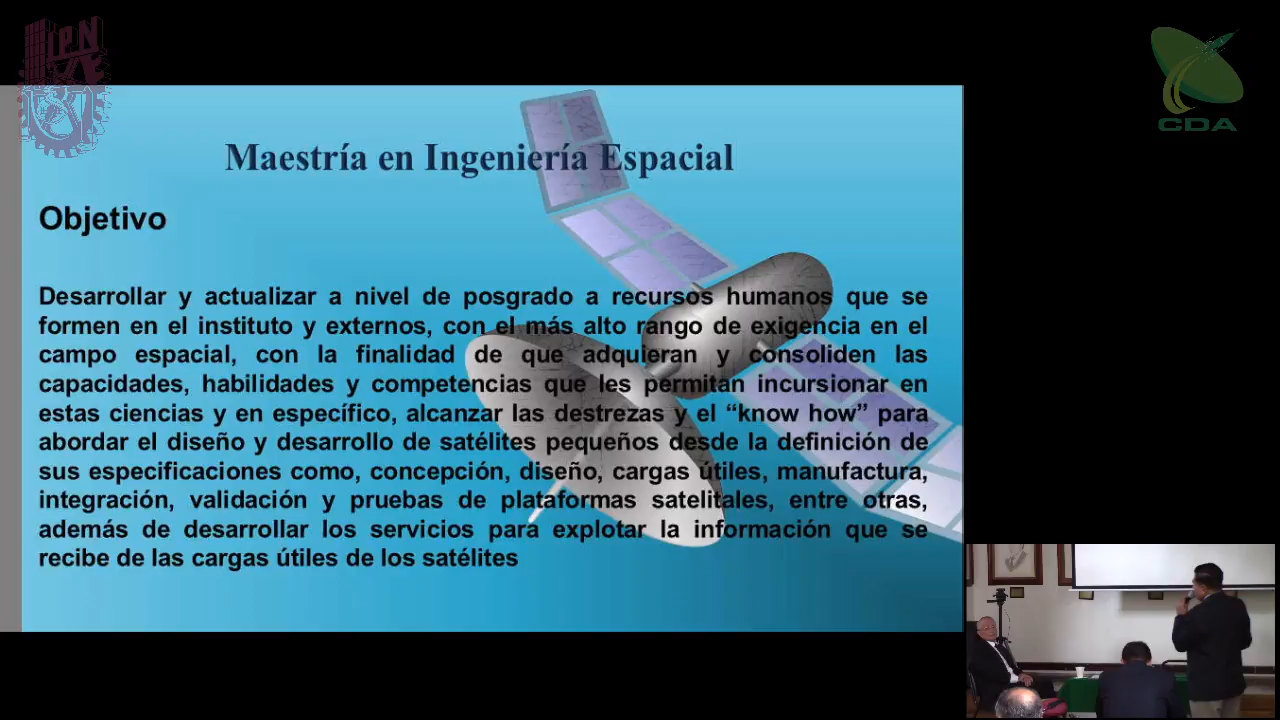 IPN
CDA
Maestría en Ingeniería Espacial
Objetivo
Desarrollar y actualizar a nivel de posgrado a recursos humanos que se
formen en el instituto y externos, con el más alto rango de exigencia en el
campo espacial, con la finalidad de que adquieran y consoliden las
capacidades, habilidades y competencias que les permitan incursionar en
estas ciencias y en específico, alcanzar las destrezas y el “know how” para
abordar el diseño y desarrollo de satélites pequeños desde la definición de
sus especificaciones como, concepción, diseño, cargas útiles, manufactura,
integración, validación y pruebas de plataformas satelitales, entre otras,
además de desarrollar los servicios para explotar la información que se
recibe de las cargas útiles de los satélites